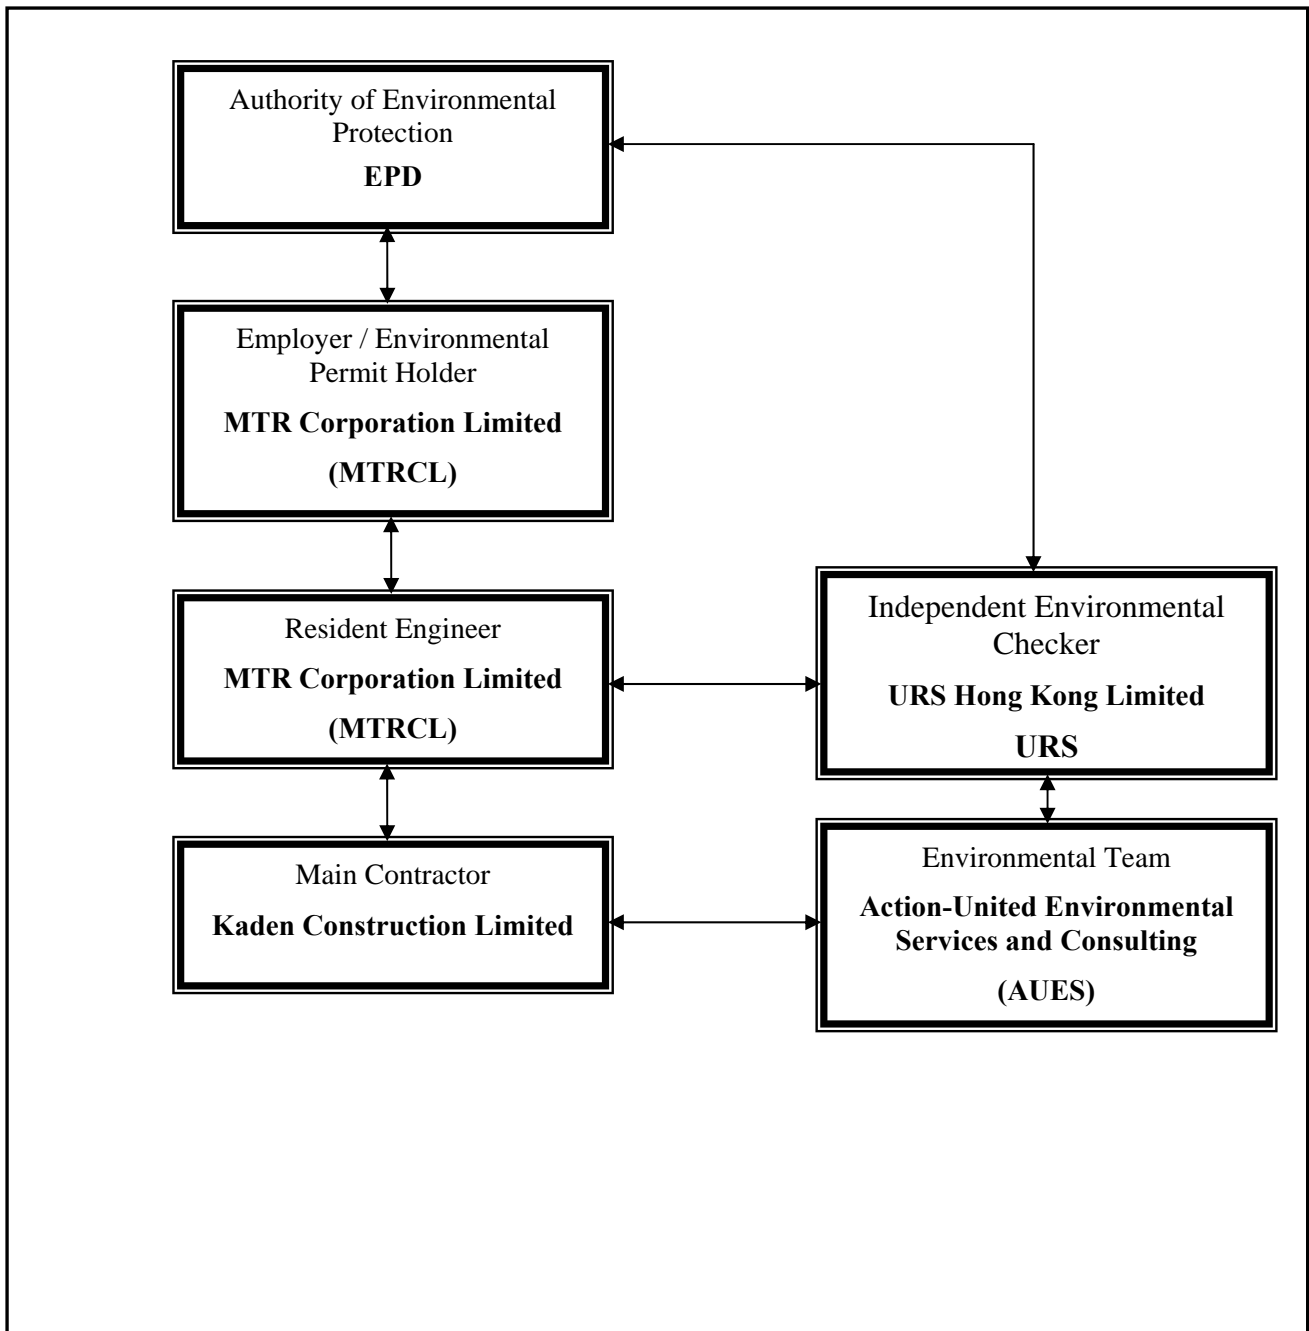 Authority of Environmental
Protection
EPD
Employer / Environmental
Permit Holder
MTR Corporation Limited
(MTRCL)
Resident Engineer
MTR Corporation Limited
(MTRCL)
Independent Environmental
Checker
URS Hong Kong Limited
URS
Main Contractor
Kaden Construction Limited
Environmental Team
Action-United Environmental
Services and Consulting
(AUES)